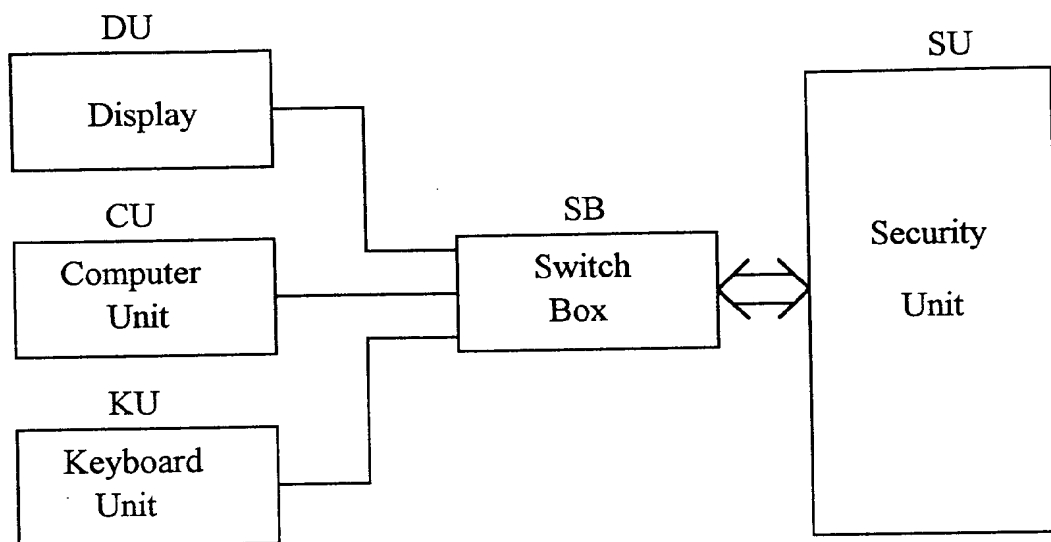 DU
Display
CU
Computer
Unit
KU
Keyboard
Unit
SB
Switch
Box
SU
Security
Unit